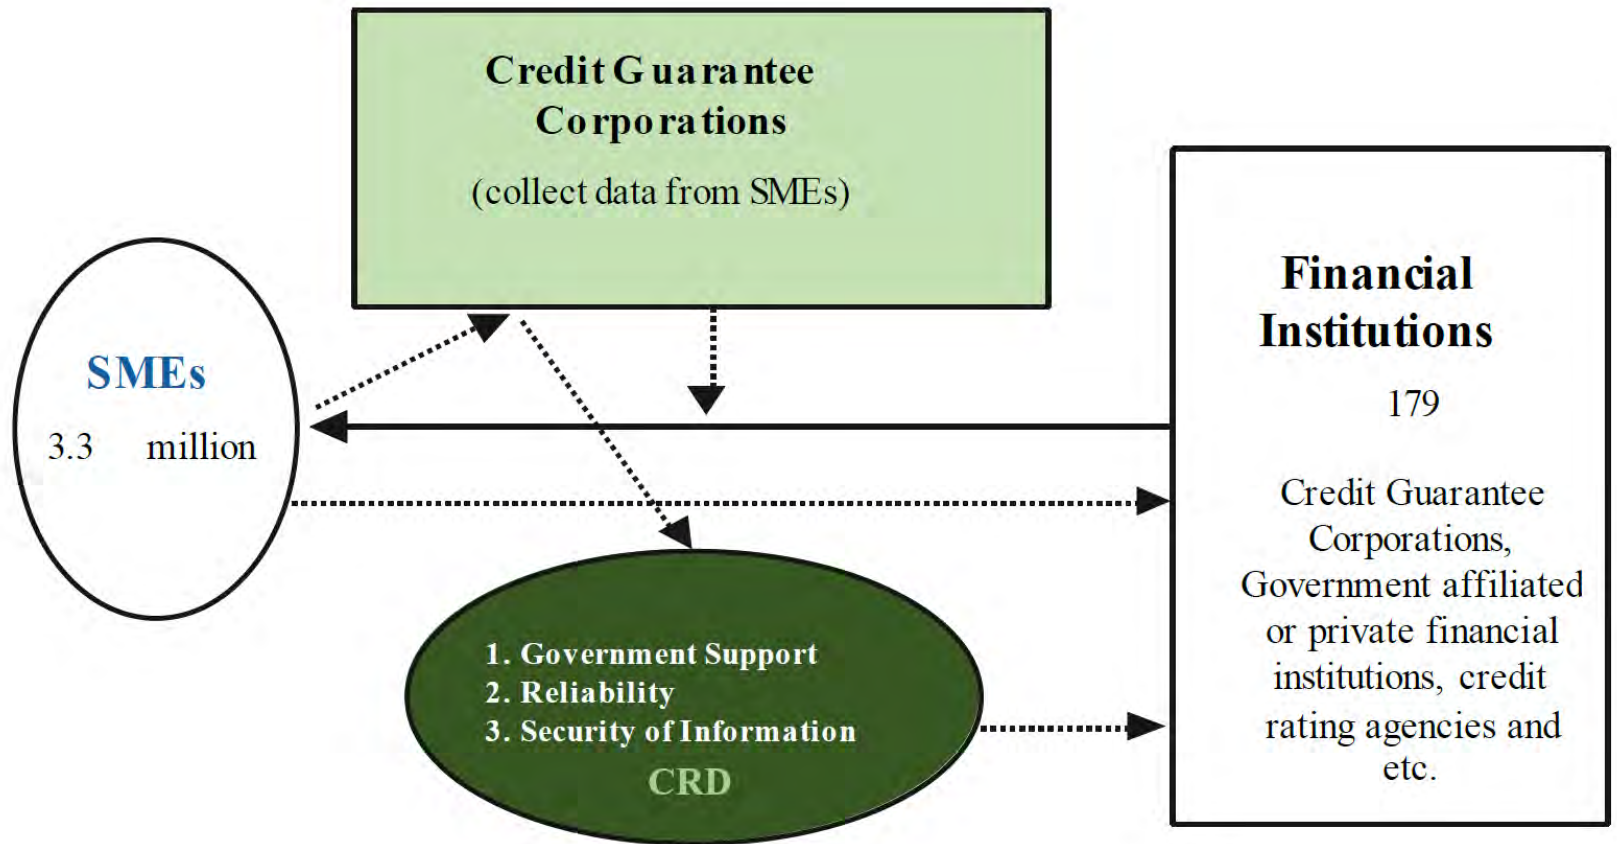 Credit Guarantee
Corporations
(collect data from SMEs)
SMEs
3.3 million
Financial
Institutions
179
Credit Guarantee
Corporations,
Government affiliated
or private financial
institutions, credit
rating agencies and
etc.
1. Government Support
2. Reliability
3. Security of Information
CRD